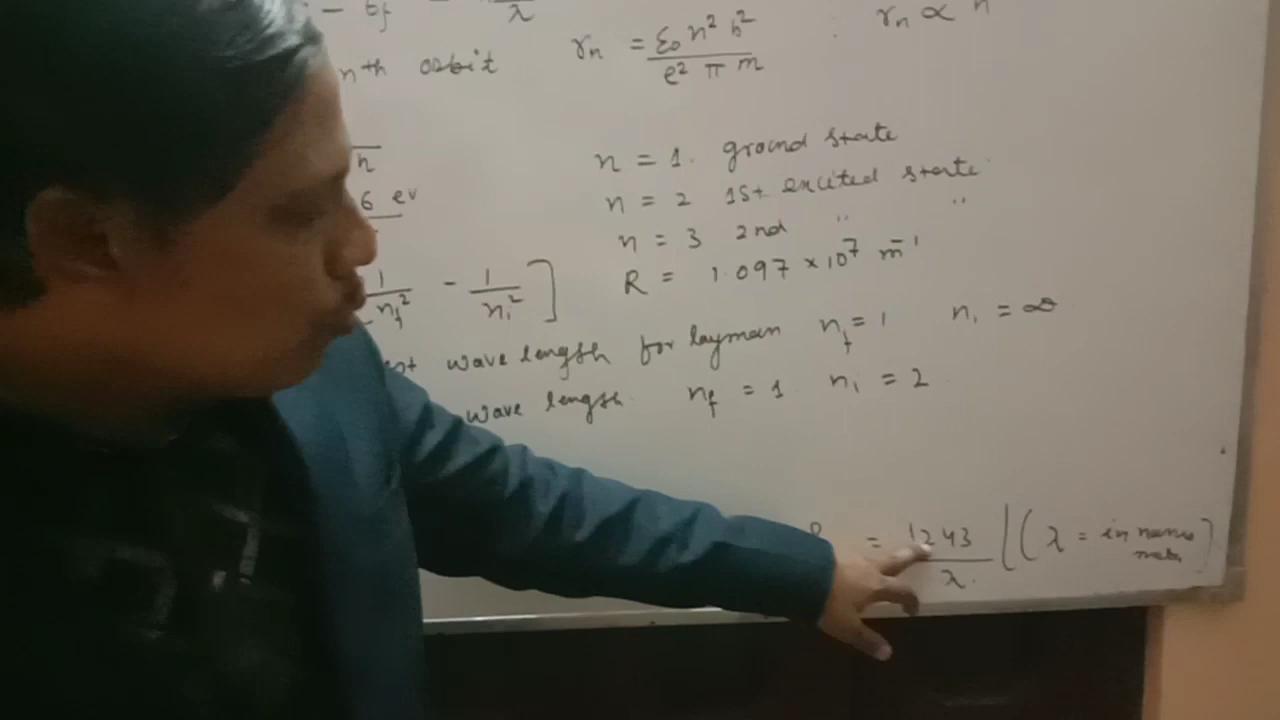 - Ef = / λ
nth orbit rn = ε₀ n² h² / e² π m : rn ∝ n
n
6 ev
n = 1. ground state
n = 2 1st excited state
n = 3 2nd " "
1/nf² - 1/ni² ] R = 1.097 × 10⁷ m⁻¹
wave length for layman nf = 1 ni = ∞
wave length. nf = 1 ni = 2
= 1243 / λ. (λ = in nano